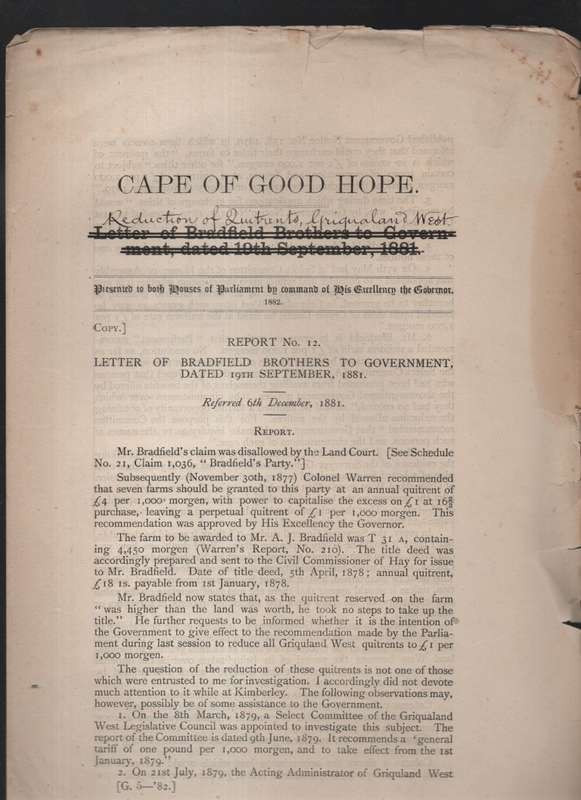 CAPE OF GOOD HOPE.
Reduction of Quitrents, Griqualand West
Letter of Bradfield Brothers to Govern-
ment, dated 19th September, 1881.
Presented to both Houses of Parliament by command of His Excellency the Governor.
1882.
COPY.]
REPORT No. 12.
LETTER OF BRADFIELD BROTHERS TO GOVERNMENT,
DATED 19TH SEPTEMBER, 1881.
Referred 6th December, 1881.
REPORT.
Mr. Bradfield's claim was disallowed by the Land Court. [See Schedule
No. 21, Claim 1,036, "Bradfield's Party."]
Subsequently (November 30th, 1877) Colonel Warren recommended
that seven farms should be granted to this party at an annual quitrent of
£4 per 1,000 morgen, with power to capitalise the excess on £1 at 16⅔
purchase, leaving a perpetual quitrent of £1 per 1,000 morgen. This
recommendation was approved by His Excellency the Governor.
The farm to be awarded to Mr. A. J. Bradfield was T 31 A, contain-
ing 4,450 morgen (Warren's Report, No. 210). The title deed was
accordingly prepared and sent to the Civil Commissioner of Hay for issue
to Mr. Bradfield. Date of title deed, 5th April, 1878; annual quitrent,
£18 1s. payable from 1st January, 1878.
Mr. Bradfield now states that, as the quitrent reserved on the farm
"was higher than the land was worth, he took no steps to take up the
title." He further requests to be informed whether it is the intention of
the Government to give effect to the recommendation made by the Parlia-
ment during last session to reduce all Griquland West quitrents to £1 per
1,000 morgen.
The question of the reduction of these quitrents is not one of those
which were entrusted to me for investigation. I accordingly did not devote
much attention to it while at Kimberley. The following observations may,
however, possibly be of some assistance to the Government.
1. On the 8th March, 1879, a Select Committee of the Griqualand
West Legislative Council was appointed to investigate this subject. The
report of the Committee is dated 9th June, 1879. It recommends a "general
tariff of one pound per 1,000 morgen, and to take effect from the 1st
January, 1879."
2. On 21st July, 1879, the Acting Administrator of Griquland West
[G. 5—'82.]